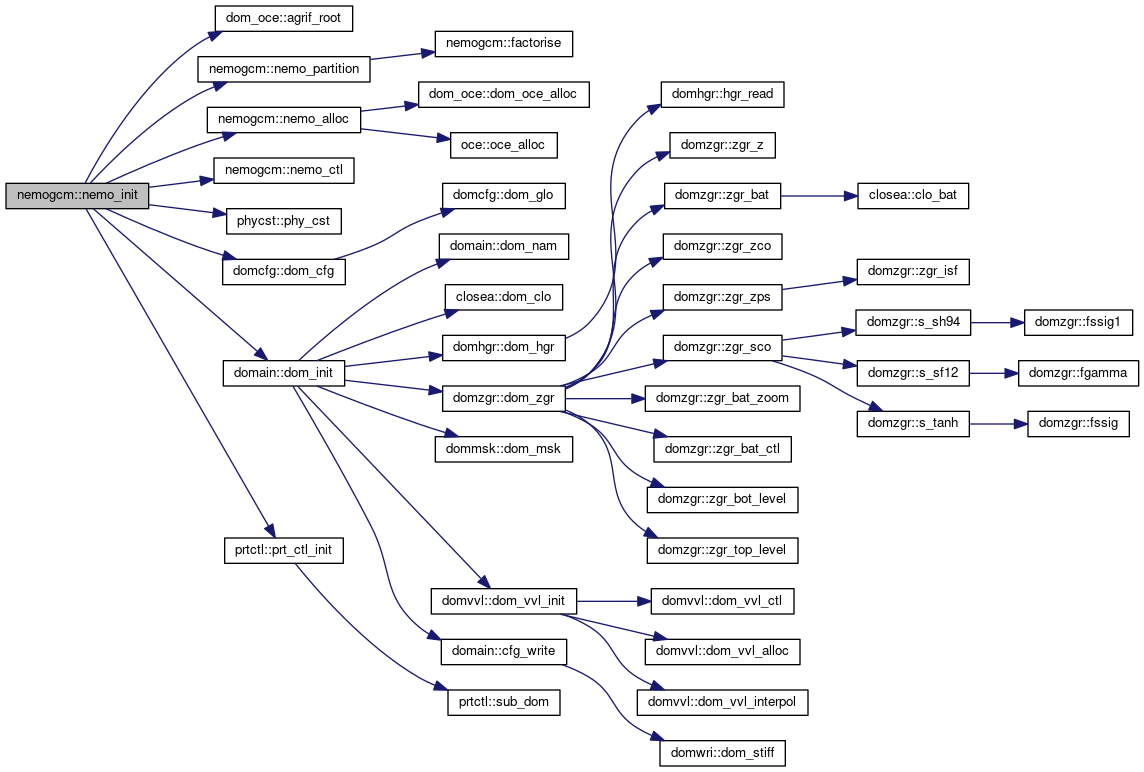 dom_oce::agrif_root
nemogcm::factorise
nemogcm::nemo_partition
dom_oce::dom_oce_alloc
domhgr::hgr_read
nemogcm::nemo_alloc
oce::oce_alloc
domzgr::zgr_z
nemogcm::nemo_ctl
nemogcm::nemo_init
domcfg::dom_glo
domzgr::zgr_bat
closea::clo_bat
phycst::phy_cst
domain::dom_nam
domzgr::zgr_zco
domcfg::dom_cfg
domzgr::zgr_isf
closea::dom_clo
domzgr::zgr_zps
domzgr::s_sh94
domzgr::fssig1
domhgr::dom_hgr
domzgr::zgr_sco
domain::dom_init
domzgr::s_sf12
domzgr::fgamma
domzgr::dom_zgr
domzgr::zgr_bat_zoom
domzgr::s_tanh
domzgr::fssig
dommsk::dom_msk
domzgr::zgr_bat_ctl
domzgr::zgr_bot_level
prtctl::prt_ctl_init
domzgr::zgr_top_level
domvvl::dom_vvl_init
domvvl::dom_vvl_ctl
domain::cfg_write
domvvl::dom_vvl_alloc
prtctl::sub_dom
domvvl::dom_vvl_interpol
domwri::dom_stiff